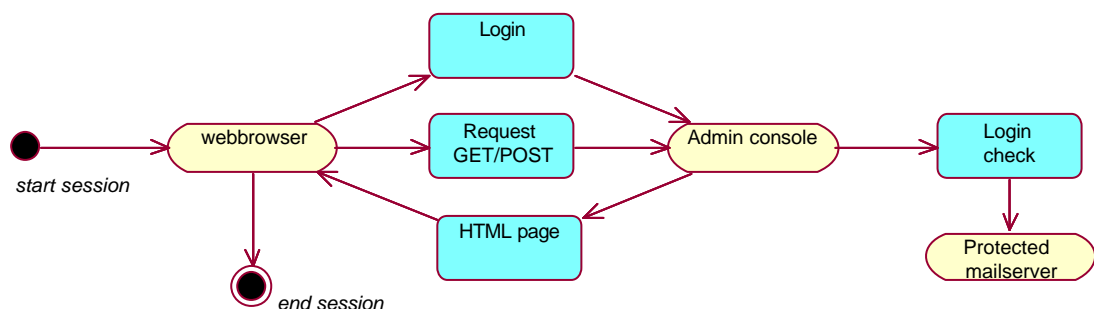 Login
webbrowser
Request
GET/POST
Admin console
Login
check
start session
HTML page
Protected
mailserver
end session